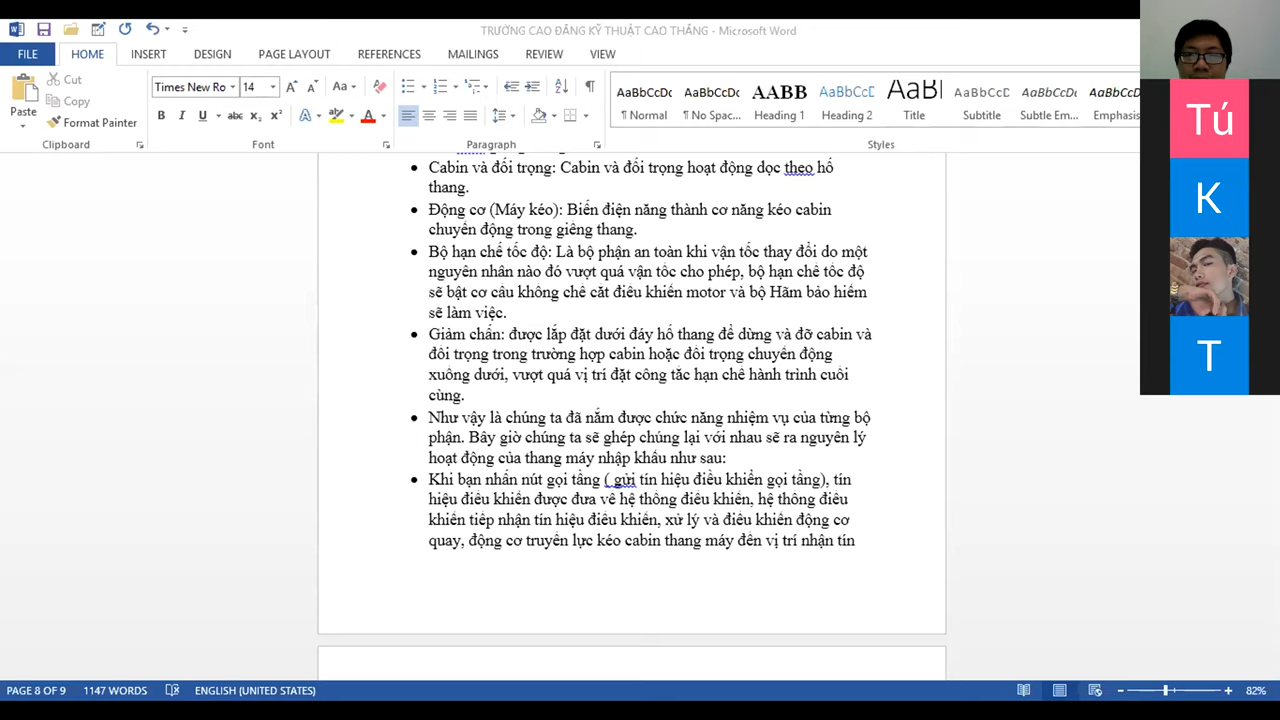 TRƯỜNG CAO ĐẲNG KỸ THUẬT CAO THẮNG - Microsoft Word
FILE HOME INSERT DESIGN PAGE LAYOUT REFERENCES MAILINGS REVIEW VIEW
Cut
Copy
Format Painter
Paste
Clipboard
Times New Ro 14
Font
Paragraph
AaBbCcDc AaBbCcDc AABB AaBbCcD AaBl AaBbCcD AaBbCcDc AaBbCcDc
¶ Normal ¶ No Spac... Heading 1 Heading 2 Title Subtitle Subtle Em... Emphasis
Styles
Cabin và đối trọng: Cabin và đối trọng hoạt động dọc theo hố
thang.
Động cơ (Máy kéo): Biến điện năng thành cơ năng kéo cabin
chuyển động trong giếng thang.
Bộ hạn chế tốc độ: Là bộ phận an toàn khi vận tốc thay đổi do một
nguyên nhân nào đó vượt quá vận tốc cho phép, bộ hạn chế tốc độ
sẽ bật cơ cấu khống chế cắt điều khiển motor và bộ Hãm bảo hiểm
sẽ làm việc.
Giảm chấn: được lắp đặt dưới đáy hố thang để dừng và đỡ cabin và
đối trọng trong trường hợp cabin hoặc đối trọng chuyển động
xuống dưới, vượt quá vị trí đặt công tắc hạn chế hành trình cuối
cùng.
Như vậy là chúng ta đã nắm được chức năng nhiệm vụ của từng bộ
phận. Bây giờ chúng ta sẽ ghép chúng lại với nhau sẽ ra nguyên lý
hoạt động của thang máy nhập khẩu như sau:
Khi bạn nhấn nút gọi tầng ( gửi tín hiệu điều khiển gọi tầng), tín
hiệu điều khiển được đưa về hệ thống điều khiển, hệ thống điều
khiển tiếp nhận tín hiệu điều khiển, xử lý và điều khiển động cơ
quay, động cơ truyền lực kéo cabin thang máy đến vị trí nhận tín
PAGE 8 OF 9 1147 WORDS ENGLISH (UNITED STATES) 82%
Tú
K
T